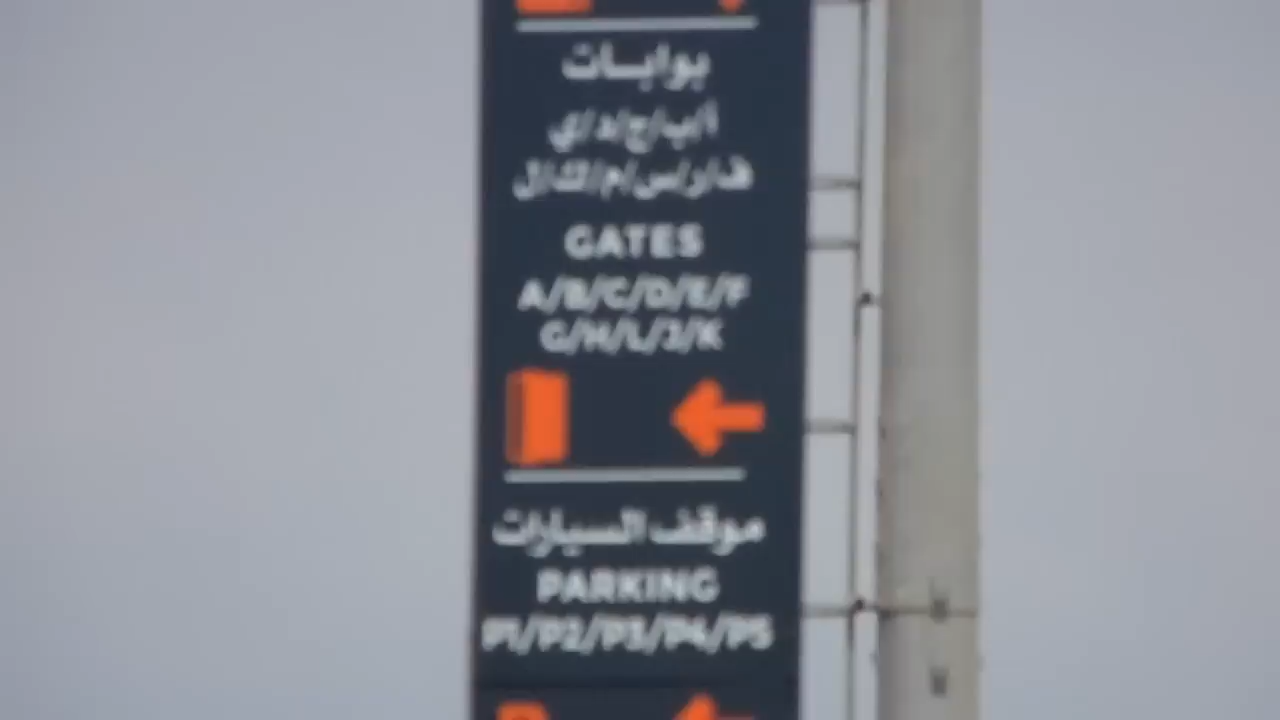 بوابات
أ/ب/ج/د/ي
ف/ر/س/م/ك/ل
GATES
A/B/C/D/E/F
G/H/L/J/K
موقف السيارات
PARKING
P1/P2/P3/P4/P5